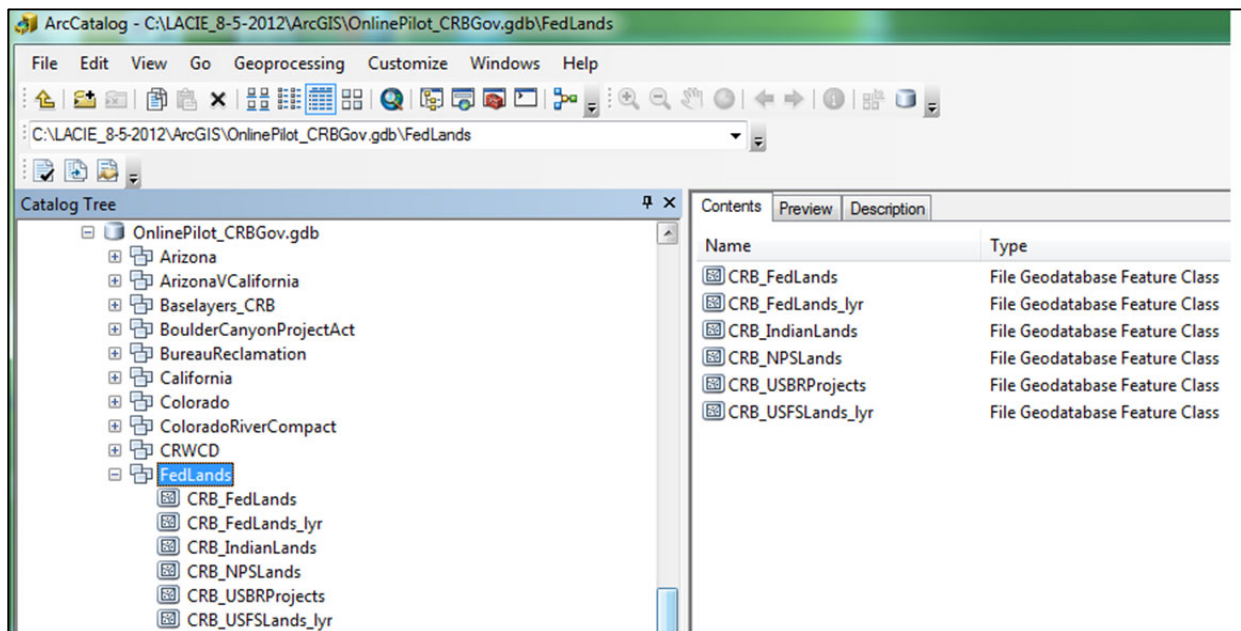 ArcCatalog - C:\LACIE_8-5-2012\ArcGIS\OnlinePilot_CRBGov.gdb\FedLands
File Edit View Go Geoprocessing Customize Windows Help
C:\LACIE_8-5-2012\ArcGIS\OnlinePilot_CRBGov.gdb\FedLands
Catalog Tree
OnlinePilot_CRBGov.gdb
Arizona
ArizonaVCalifornia
Baselayers_CRB
BoulderCanyonProjectAct
BureauReclamation
California
Colorado
ColoradoRiverCompact
CRWCD
FedLands
CRB_FedLands
CRB_FedLands_lyr
CRB_IndianLands
CRB_NPSLands
CRB_USBRProjects
CRB_USFSLands_lyr
Contents Preview Description
Name Type
CRB_FedLands File Geodatabase Feature Class
CRB_FedLands_lyr File Geodatabase Feature Class
CRB_IndianLands File Geodatabase Feature Class
CRB_NPSLands File Geodatabase Feature Class
CRB_USBRProjects File Geodatabase Feature Class
CRB_USFSLands_lyr File Geodatabase Feature Class